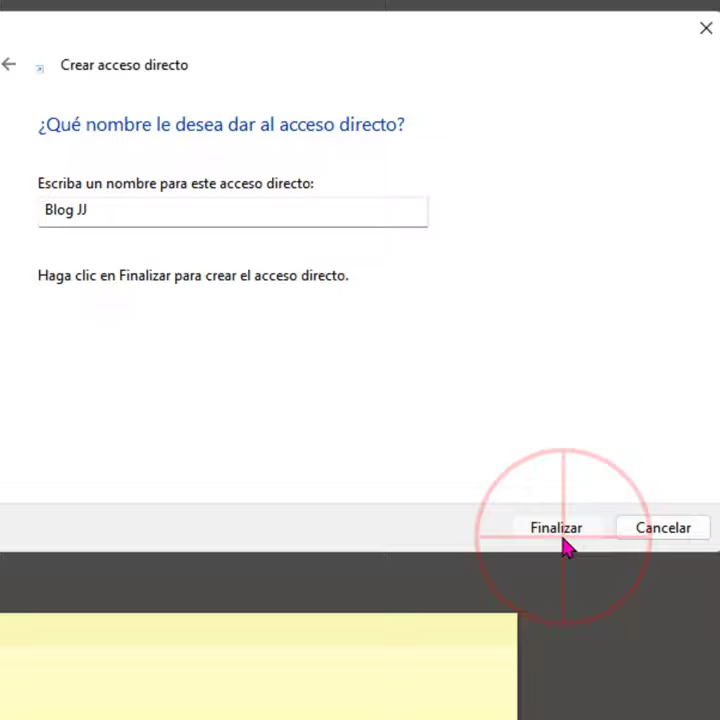 Crear acceso directo
¿Qué nombre le desea dar al acceso directo?
Escriba un nombre para este acceso directo:
Blog JJ
Haga clic en Finalizar para crear el acceso directo.
Finalizar Cancelar